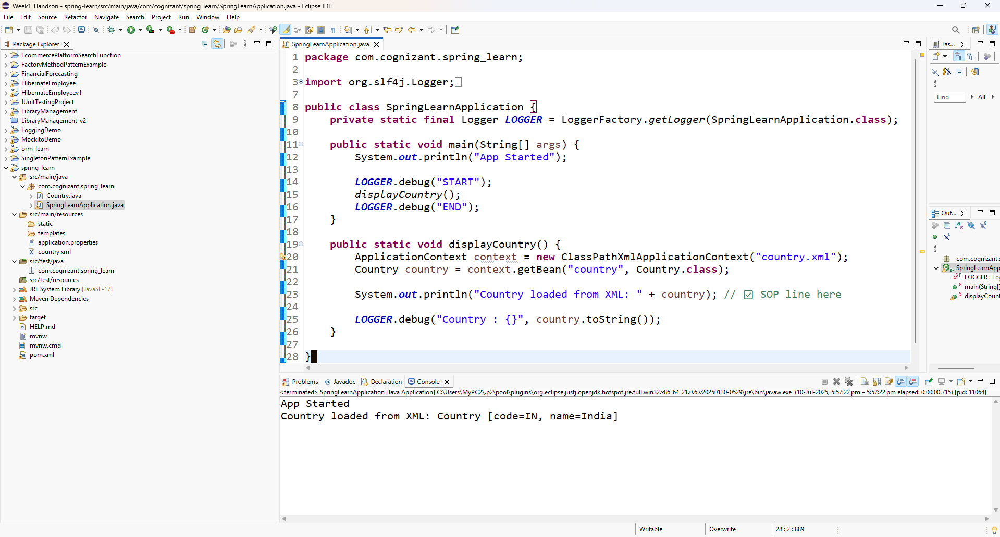 Week1_Handson - spring-learn/src/main/java/com/cognizant/spring_learn/SpringLearnApplication.java - Eclipse IDE
File Edit Source Refactor Navigate Search Project Run Window Help
Package Explorer
EcommercePlatformSearchFunction
FactoryMethodPatternExample
FinancialForecasting
HibernateEmployee
HibernateEmployeev1
JUnitTestingProject
LibraryManagement
LibraryManagement-v2
LoggingDemo
MockitoDemo
orm-learn
SingletonPatternExample
spring-learn
src/main/java
com.cognizant.spring_learn
Country.java
SpringLearnApplication.java
src/main/resources
static
templates
application.properties
country.xml
src/test/java
com.cognizant.spring_learn
src/test/resources
JRE System Library [JavaSE-17]
Maven Dependencies
src
target
HELP.md
mvnw
mvnw.cmd
pom.xml
SpringLearnApplication.java
1 package com.cognizant.spring_learn;
2
3 import org.slf4j.Logger;
7
8 public class SpringLearnApplication {
9 private static final Logger LOGGER = LoggerFactory.getLogger(SpringLearnApplication.class);
10
11 public static void main(String[] args) {
12 System.out.println("App Started");
13
14 LOGGER.debug("START");
15 displayCountry();
16 LOGGER.debug("END");
17 }
18
19 public static void displayCountry() {
20 ApplicationContext context = new ClassPathXmlApplicationContext("country.xml");
21 Country country = context.getBean("country", Country.class);
22
23 System.out.println("Country loaded from XML: " + country); // ☑ SOP line here
24
25 LOGGER.debug("Country : {}", country.toString());
26 }
27
28 }
Tas...
Find All
Out...
com.cognizant.s
SpringLearnApp
LOGGER : Lo
main(String[]
displayCount
Problems Javadoc Declaration Console
<terminated> SpringLearnApplication [Java Application] C:\Users\MyPC2\.p2\pool\plugins\org.eclipse.justj.openjdk.hotspot.jre.full.win32.x86_64_21.0.6.v20250130-0529\jre\bin\javaw.exe (10-Jul-2025, 5:57:22 pm – 5:57:22 pm elapsed: 0:00:00.715) [pid: 11064]
App Started
Country loaded from XML: Country [code=IN, name=India]
Writable Overwrite 28 : 2 : 889